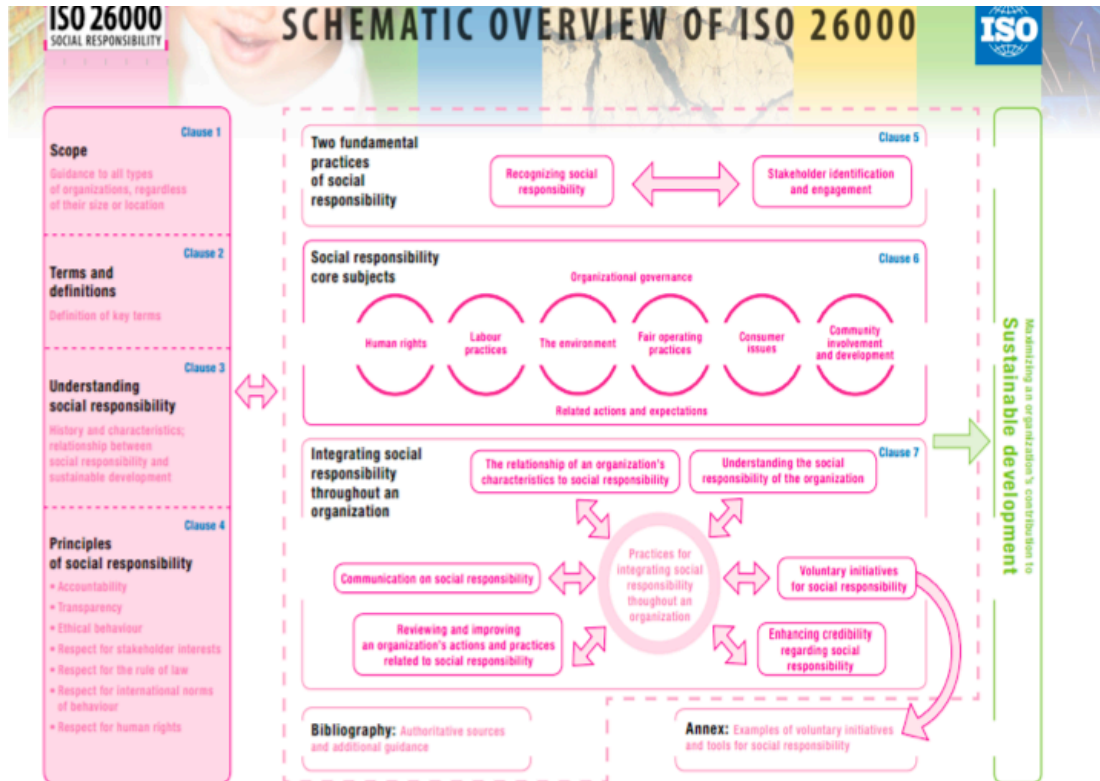 ISO 26000
SOCIAL RESPONSIBILITY
SCHEMATIC OVERVIEW OF ISO 26000
ISO
Clause 1
Scope
Guidance to all types
of organizations, regardless
of their size or location
Clause 2
Terms and
definitions
Definition of key terms
Clause 3
Understanding
social responsibility
History and characteristics;
relationship between
social responsibility and
sustainable development
Clause 4
Principles
of social responsibility
• Accountability
• Transparency
• Ethical behaviour
• Respect for stakeholder interests
• Respect for the rule of law
• Respect for international norms
of behaviour
• Respect for human rights
Two fundamental
practices
of social
responsibility
Clause 5
Recognizing social
responsibility
Stakeholder identification
and engagement
Social responsibility
core subjects
Clause 6
Organizational governance
Human rights
Labour
practices
The environment
Fair operating
practices
Consumer
issues
Community
involvement
and development
Related actions and expectations
Integrating social
responsibility
throughout an
organization
Clause 7
The relationship of an organization's
characteristics to social responsibility
Understanding the social
responsibility of the organization
Practices for
integrating social
responsibility
thoughout an
organization
Communication on social responsibility
Voluntary initiatives
for social responsibility
Reviewing and improving
an organization's actions and practices
related to social responsibility
Enhancing credibility
regarding social
responsibility
Bibliography: Authoritative sources
and additional guidance
Annex: Examples of voluntary initiatives
and tools for social responsibility
Maximizing an organization's contribution to
Sustainable development